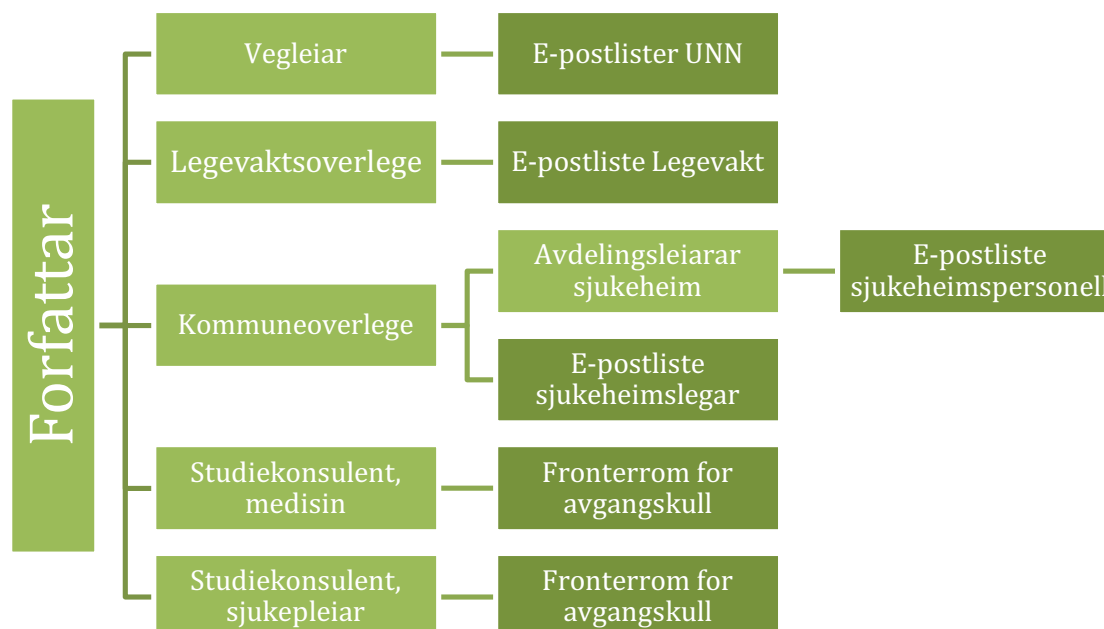 Forfattar
Vegleiar
E-postlister UNN
Legevaktsoverlege
E-postliste Legevakt
Kommuneoverlege
Avdelingsleiarar
sjukeheim
E-postliste
sjukeheimspersonell
E-postliste
sjukeheimslegar
Studiekonsulent,
medisin
Fronterrom for
avgangskull
Studiekonsulent,
sjukepleiar
Fronterrom for
avgangskull